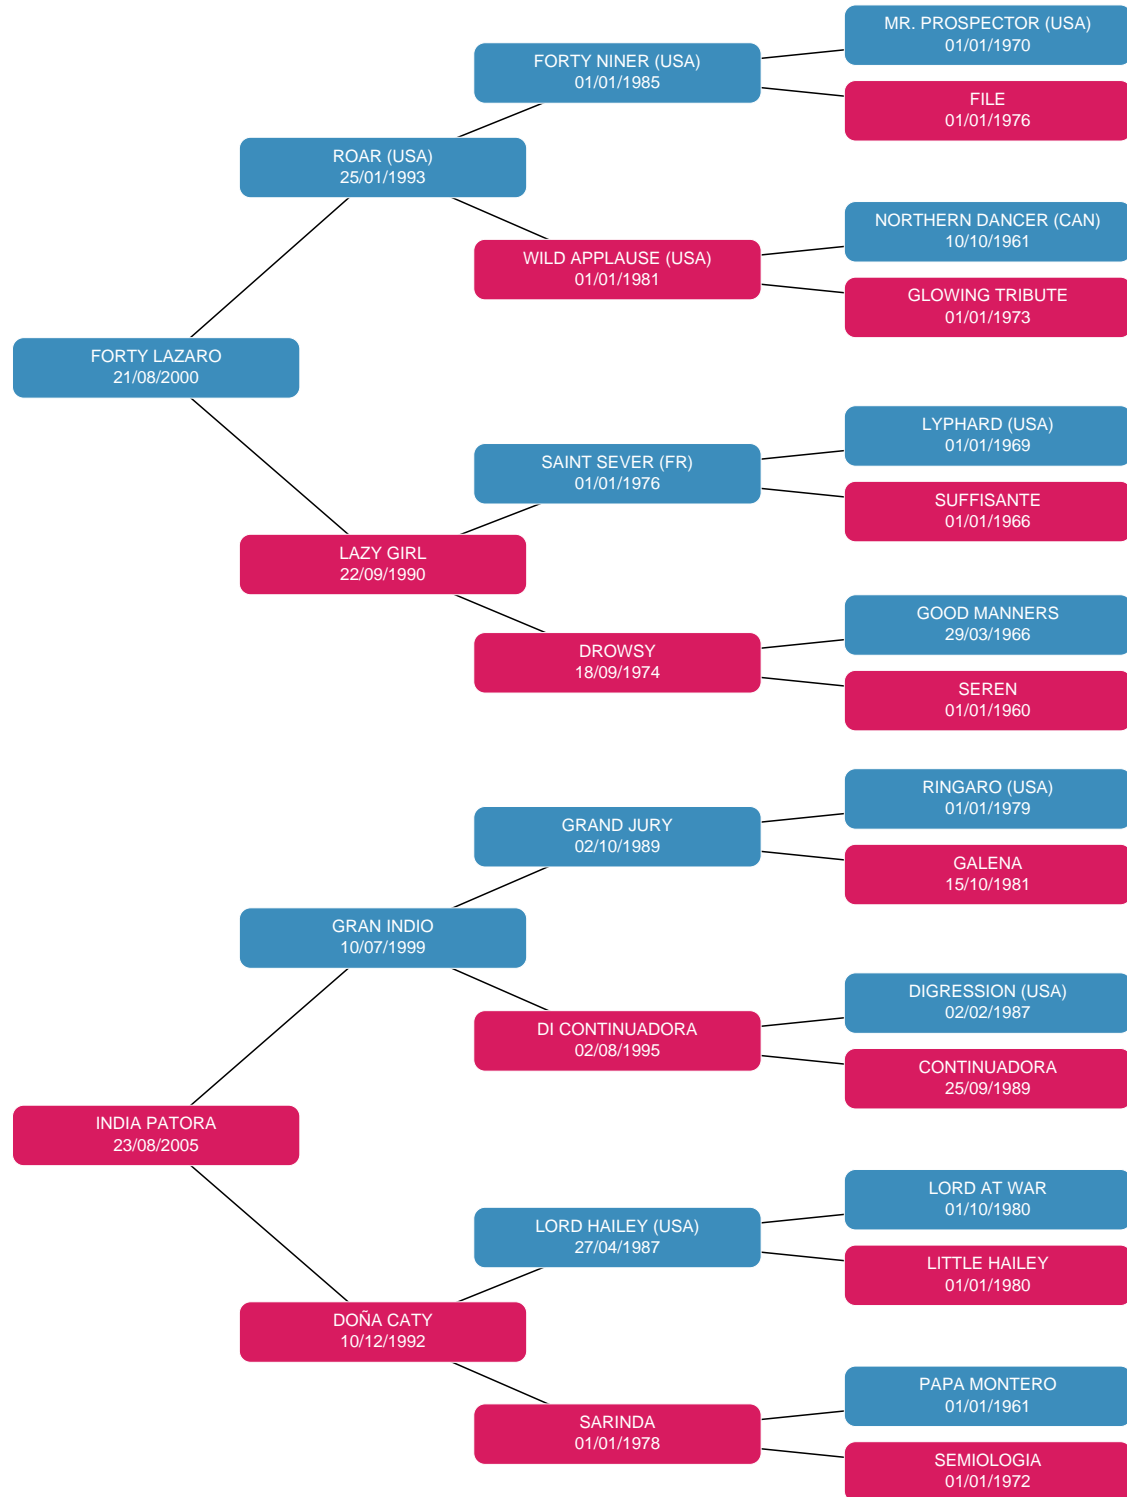 MR. PROSPECTOR (USA)
01/01/1970
FORTY NINER (USA)
01/01/1985
FILE
01/01/1976
ROAR (USA)
25/01/1993
NORTHERN DANCER (CAN)
10/10/1961
WILD APPLAUSE (USA)
01/01/1981
GLOWING TRIBUTE
01/01/1973
FORTY LAZARO
21/08/2000
LYPHARD (USA)
01/01/1969
SAINT SEVER (FR)
01/01/1976
SUFFISANTE
01/01/1966
LAZY GIRL
22/09/1990
GOOD MANNERS
29/03/1966
DROWSY
18/09/1974
SEREN
01/01/1960
RINGARO (USA)
01/01/1979
GRAND JURY
02/10/1989
GALENA
15/10/1981
GRAN INDIO
10/07/1999
DIGRESSION (USA)
02/02/1987
DI CONTINUADORA
02/08/1995
CONTINUADORA
25/09/1989
INDIA PATORA
23/08/2005
LORD AT WAR
01/10/1980
LORD HAILEY (USA)
27/04/1987
LITTLE HAILEY
01/01/1980
DOÑA CATY
10/12/1992
PAPA MONTERO
01/01/1961
SARINDA
01/01/1978
SEMIOLOGIA
01/01/1972